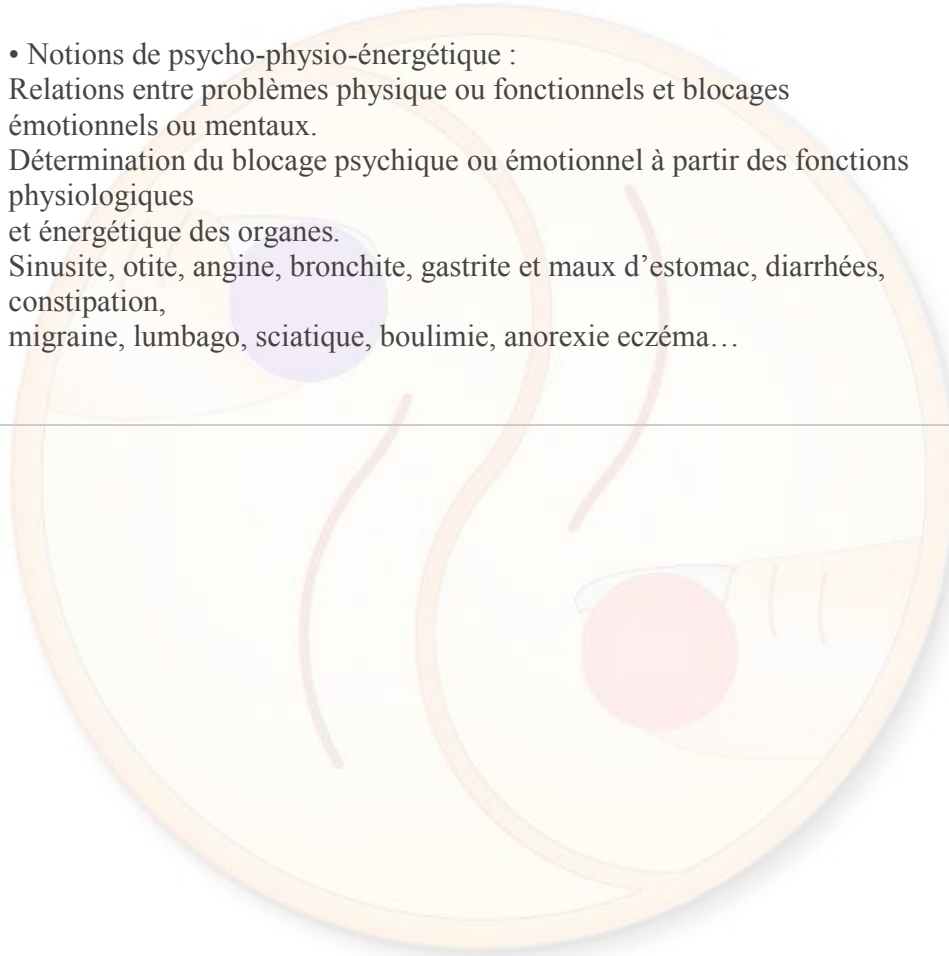 • Notions de psycho-physio-énergétique :
Relations entre problèmes physique ou fonctionnels et blocages
émotionnels ou mentaux.
Détermination du blocage psychique ou émotionnel à partir des fonctions
physiologiques
et énergétique des organes.
Sinusite, otite, angine, bronchite, gastrite et maux d’estomac, diarrhées,
constipation,
migraine, lumbago, sciatique, boulimie, anorexie eczéma…